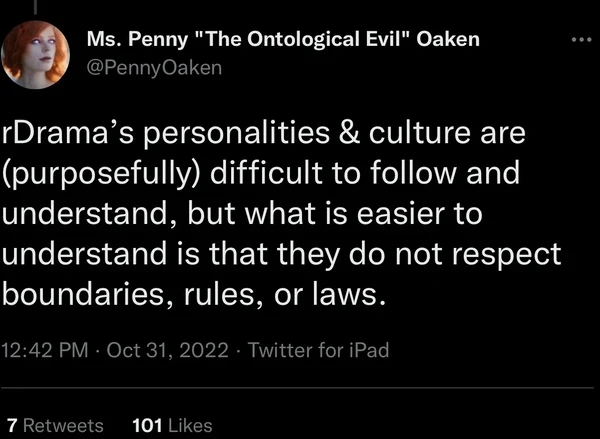 Ms. Penny "The Ontological Evil" Oaken
@PennyOaken
rDrama’s personalities & culture are
(purposefully) difficult to follow and
understand, but what is easier to
understand is that they do not respect
boundaries, rules, or laws.
12:42 PM · Oct 31, 2022 · Twitter for iPad
7 Retweets 101 Likes